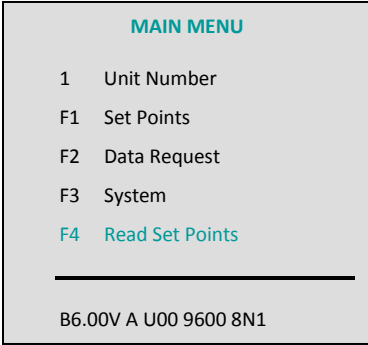 MAIN MENU
1 Unit Number
F1 Set Points
F2 Data Request
F3 System
F4 Read Set Points
B6.00V A U00 9600 8N1